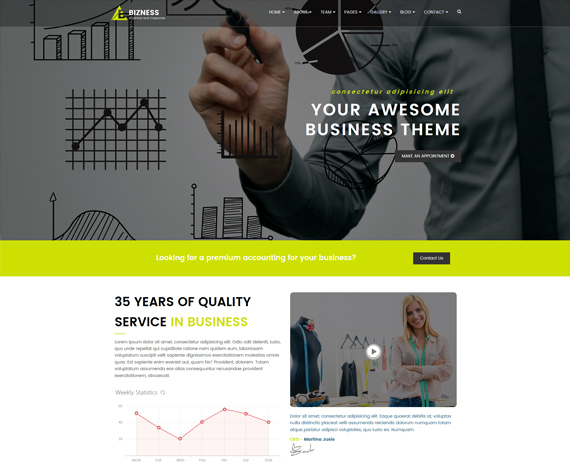 BIZNESS
Business and Corporate
HOME ABOUT TEAM PAGES GALLERY BLOG CONTACT
consectetur adipisicing elit
YOUR AWESOME
BUSINESS THEME
MAKE AN APPOINTMENT
Looking for a premium accounting for your business?
Contact Us
35 YEARS OF QUALITY
SERVICE IN BUSINESS
Lorem ipsum dolor sit amet, consectetur adipisicing elit. Odio odit deleniti, iusto,
quo unde repellat qui cupiditate ratione nam quidem eum, laboriosam
voluptatum suscipit velit sapiente dignissimos exercitationem molestias omnis
quas. Est sapiente enim eveniet aut, quam hic! Provident, dolorem. Totam
voluptatum assumenda eos alias consequuntur recusandae provident
exercitationem, obcaecati.
Weekly Statistics
60
40
20
MON TUE WED THU FRI SAT SUN
Dolor sit amet, consectetur adipisicing elit. Eaque quaerat debitis at, voluptas
nulla distinctio placeat velit assumenda reiciendis dolorum numquam totam
atque pariatur adipisci voluptates, quo iusto ea. Numquam.
CEO - Martina Jusie